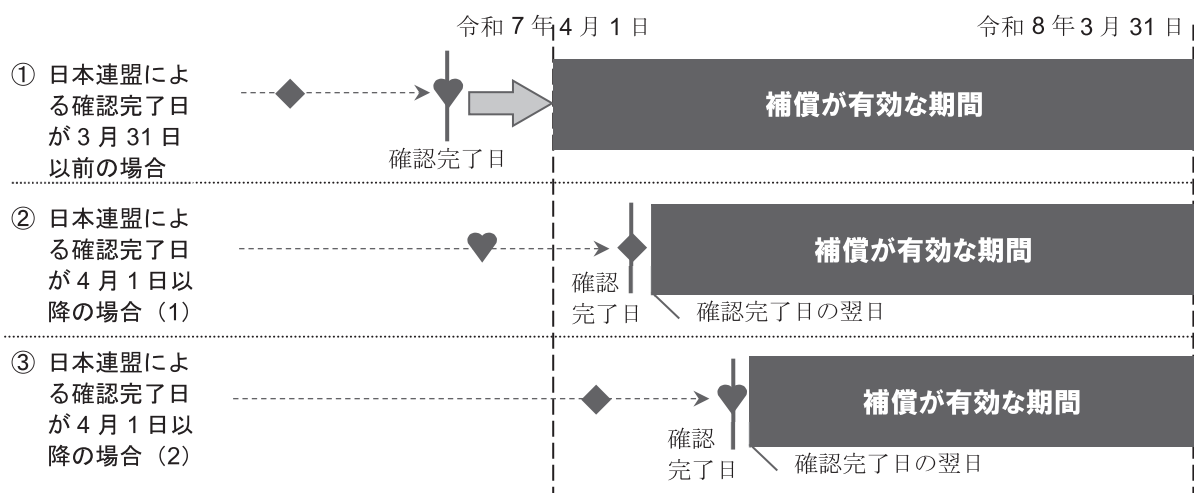 令和 7 年 4 月 1 日
令和 8 年 3 月 31 日
① 日本連盟によ
る確認完了日
が 3 月 31 日
以前の場合
補償が有効な期間
確認完了日
② 日本連盟によ
る確認完了日
が 4 月 1 日以
降の場合（1）
補償が有効な期間
確認
完了日
確認完了日の翌日
③ 日本連盟によ
る確認完了日
が 4 月 1 日以
降の場合（2）
補償が有効な期間
確認
完了日
確認完了日の翌日